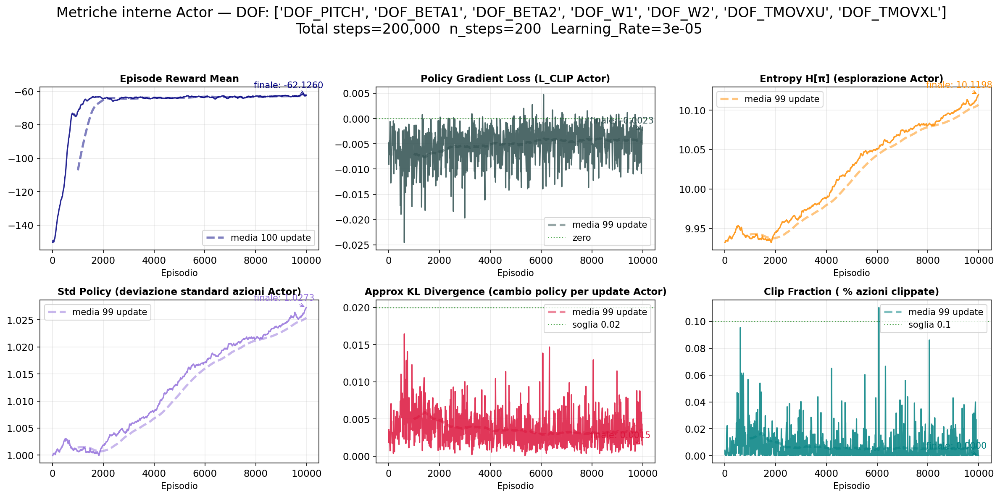 Metriche interne Actor — DOF: ['DOF_PITCH', 'DOF_BETA1', 'DOF_BETA2', 'DOF_W1', 'DOF_W2', 'DOF_TMOVXU', 'DOF_TMOVXL']
Total steps=200,000 n_steps=200 Learning_Rate=3e-05
Episode Reward Mean
finale: -62.1260
−60
−80
−100
−120
−140
media 100 update
0 2000 4000 6000 8000 10000
Episodio
Policy Gradient Loss (L_CLIP Actor)
0.005
0.000
−0.005
−0.010
−0.015
−0.020
−0.025
finale: -0.0023
media 99 update
zero
0 2000 4000 6000 8000 10000
Episodio
Entropy H[π] (esplorazione Actor)
finale: 10.1198
media 99 update
10.10
10.05
10.00
9.95
0 2000 4000 6000 8000 10000
Episodio
Std Policy (deviazione standard azioni Actor)
finale: 1.0273
media 99 update
1.025
1.020
1.015
1.010
1.005
1.000
0 2000 4000 6000 8000 10000
Episodio
Approx KL Divergence (cambio policy per update Actor)
0.020
0.015
0.010
0.005
0.000
media 99 update
soglia 0.02
finale: 0.0015
0 2000 4000 6000 8000 10000
Episodio
Clip Fraction ( % azioni clippate)
media 99 update
soglia 0.1
0.10
0.08
0.06
0.04
0.02
0.00
finale: 0.0000
0 2000 4000 6000 8000 10000
Episodio